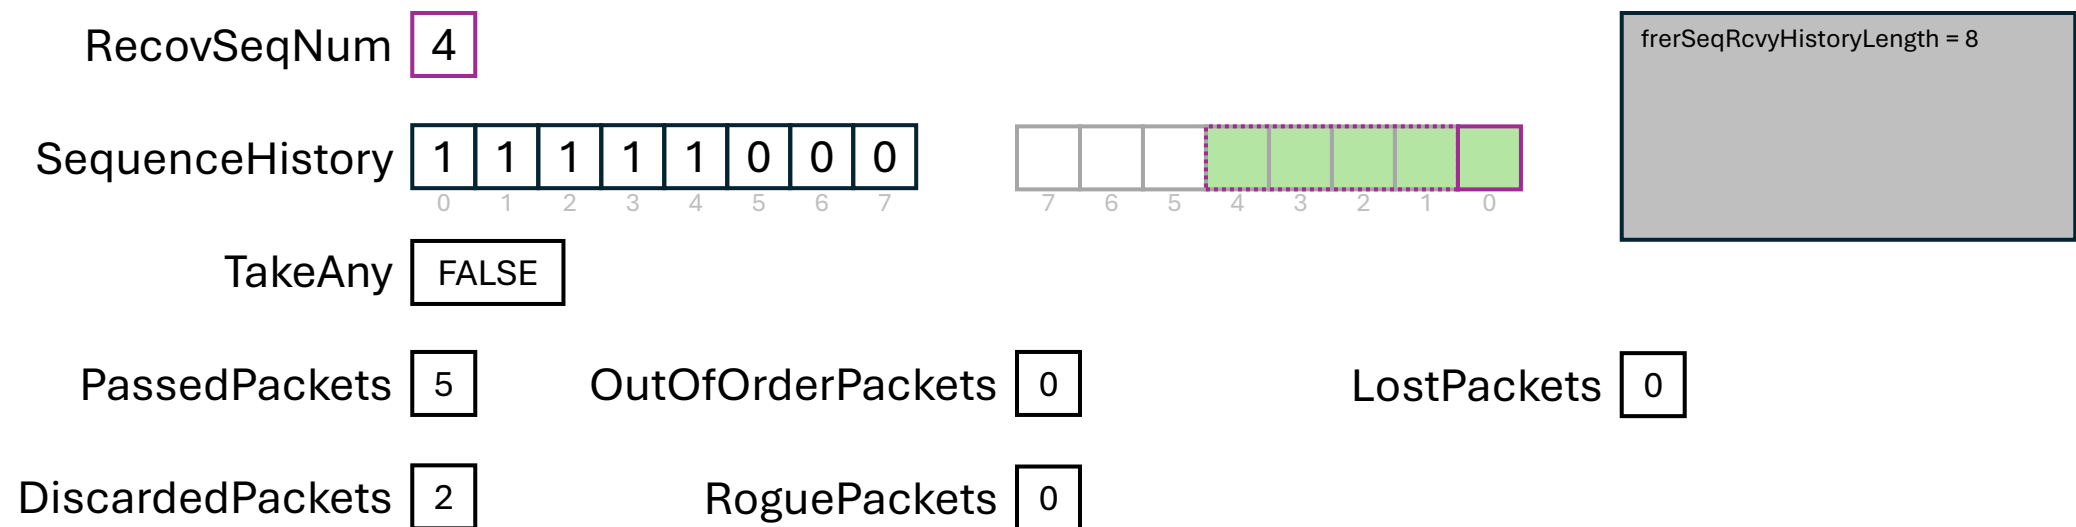 RecovSeqNum 4
frerSeqRcvyHistoryLength = 8
SequenceHistory 1 1 1 1 1 0 0 0
0 1 2 3 4 5 6 7
7 6 5 4 3 2 1 0
TakeAny FALSE
PassedPackets 5
OutOfOrderPackets 0
LostPackets 0
DiscardedPackets 2
RoguePackets 0